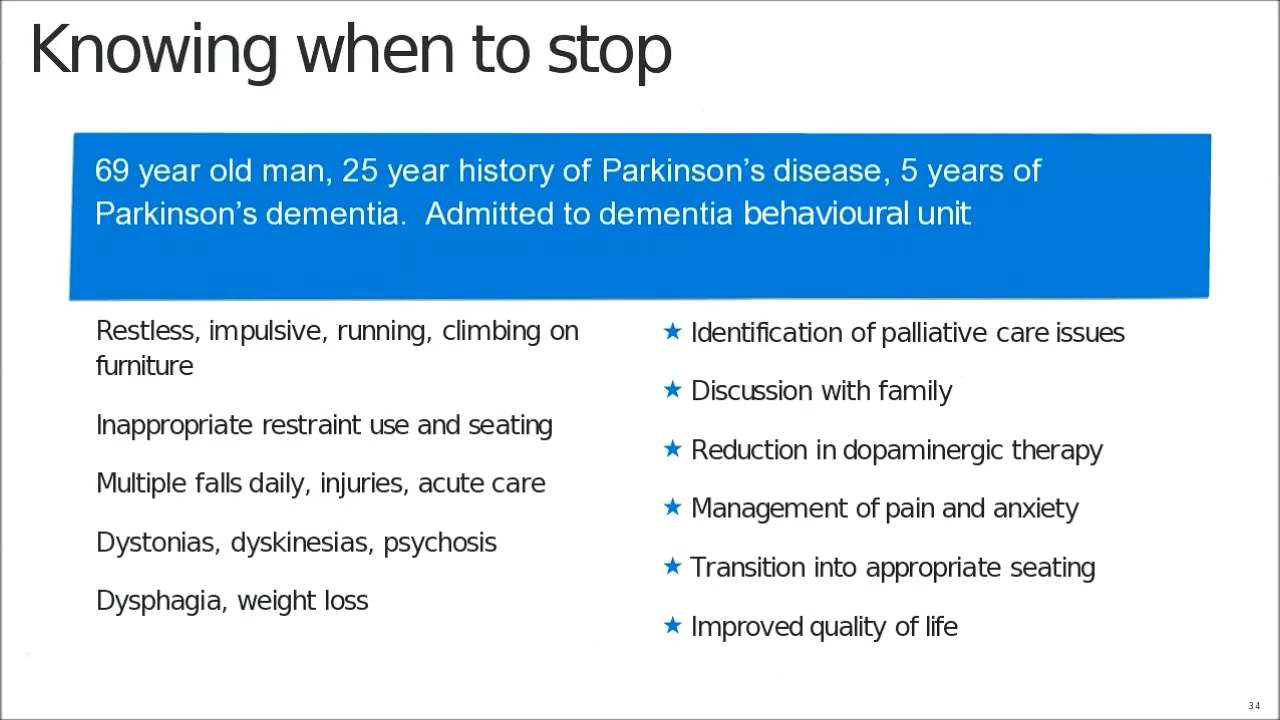 Knowing when to stop
69 year old man, 25 year history of Parkinson's disease, 5 years of
Parkinson's dementia.  Admitted to dementia behavioural unit
Restless, impulsive, running, climbing on
furniture
Inappropriate restraint use and seating
Multiple falls daily, injuries, acute care
Dystonias, dyskinesias, psychosis
Dysphagia, weight loss
★ Identification of palliative care issues
★ Discussion with family
★ Reduction in dopaminergic therapy
★ Management of pain and anxiety
★ Transition into appropriate seating
★ Improved quality of life
34